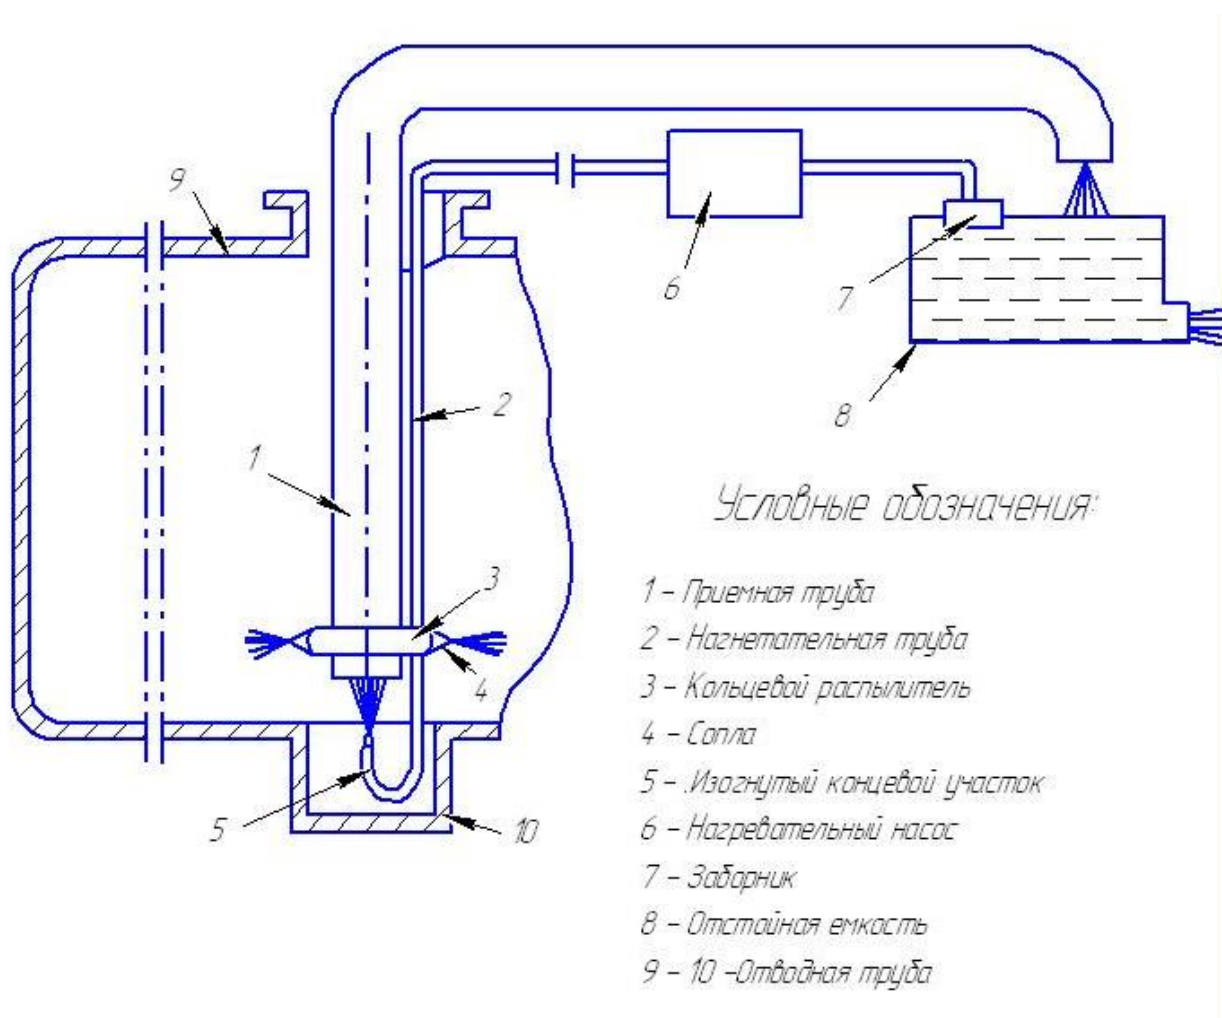 9
6
7
8
2
1
3
4
5
10
Условные обозначения:
1 – Приемная труба
2 – Нагнетательная труба
3 – Кольцевой распылитель
4 – Сопла
5 – .Изогнутый концевой участок
6 – Нагревательный насос
7 – Заборник
8 – Отстойная емкость
9 – 10 –Отводная труба